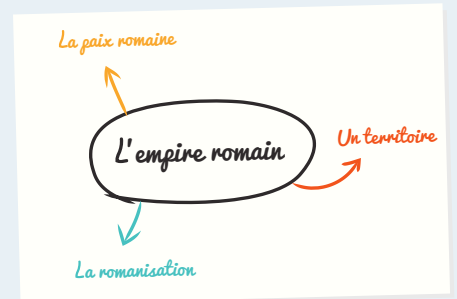 La paix romaine
Un territoire
L'empire romain
La romanisation